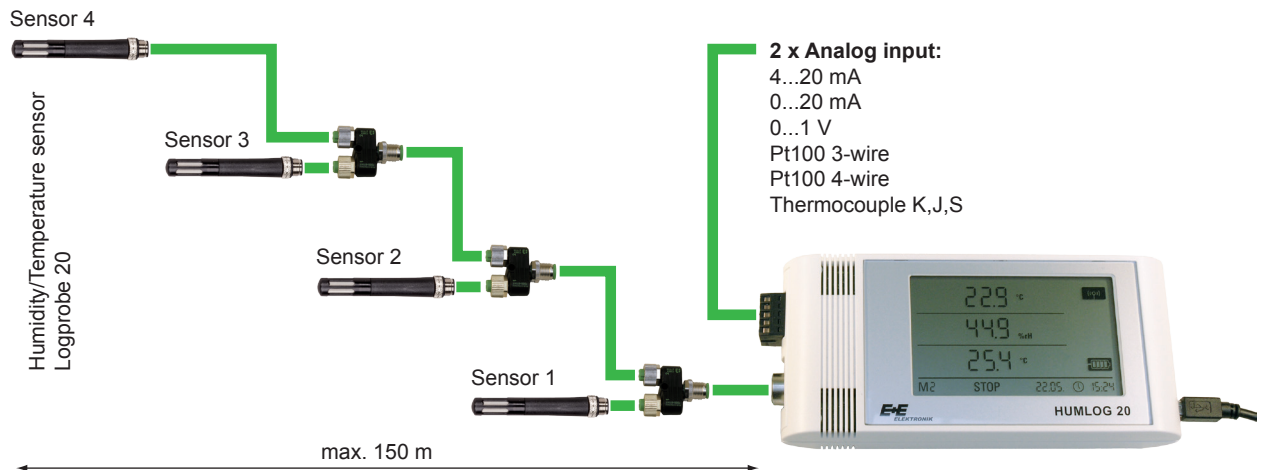 Sensor 4
2 x Analog input:
4...20 mA
0...20 mA
0...1 V
Pt100 3-wire
Pt100 4-wire
Thermocouple K,J,S
Sensor 3
Sensor 2
Humidity/Temperature sensor
Logprobe 20
Sensor 1
22.9 °C
44.9 %rH
25.4 °C
M2 STOP 22.05. 15:24
E+E
ELEKTRONIK
HUMLOG 20
max. 150 m